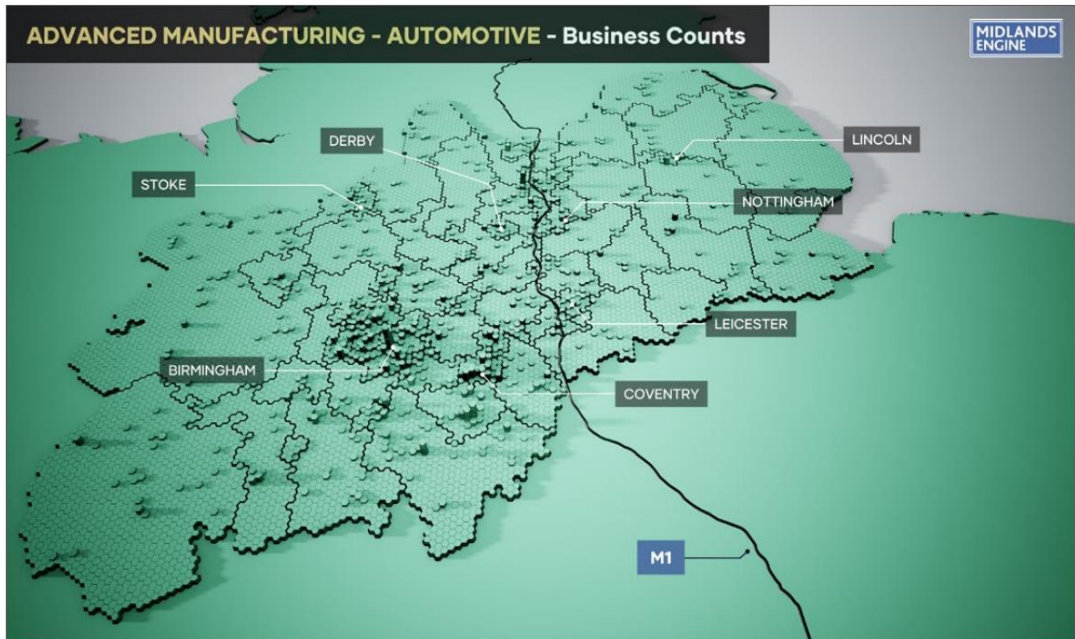 ADVANCED MANUFACTURING - AUTOMOTIVE - Business Counts
MIDLANDS
ENGINE
DERBY
LINCOLN
STOKE
NOTTINGHAM
LEICESTER
BIRMINGHAM
COVENTRY
M1